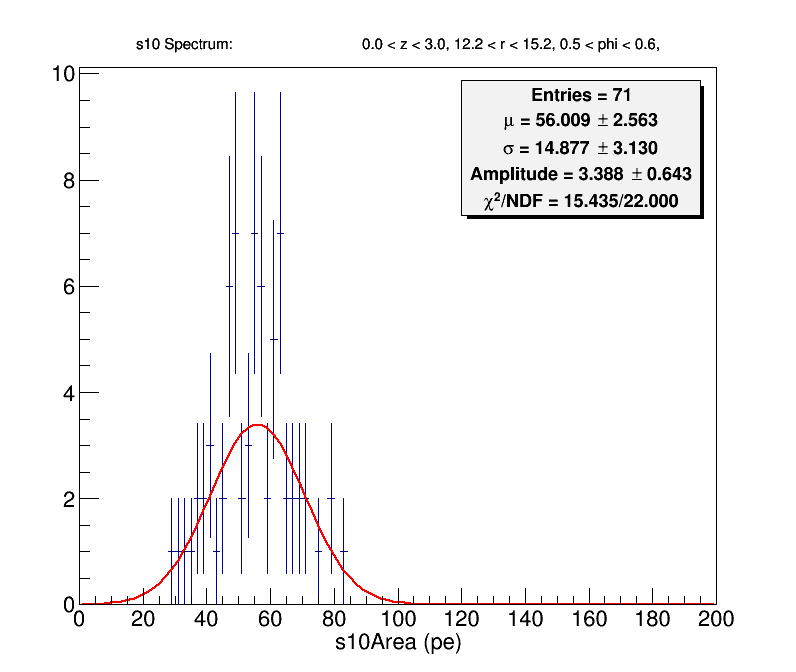 s10 Spectrum: 0.0 < z < 3.0, 12.2 < r < 15.2, 0.5 < phi < 0.6,
Entries = 71
μ = 56.009 ± 2.563
σ = 14.877 ± 3.130
Amplitude = 3.388 ± 0.643
χ²/NDF = 15.435/22.000
10
8
6
4
2
0
0 20 40 60 80 100 120 140 160 180 200
s10Area (pe)